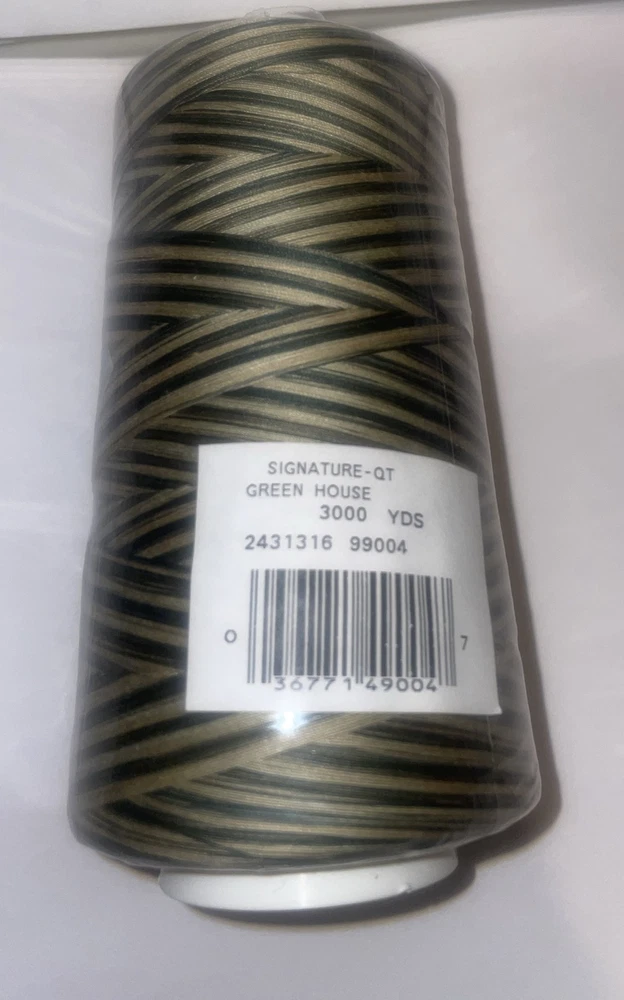 SIGNATURE-QT
GREEN HOUSE
3000 YDS
2431316 99004
0 36771 49004 7